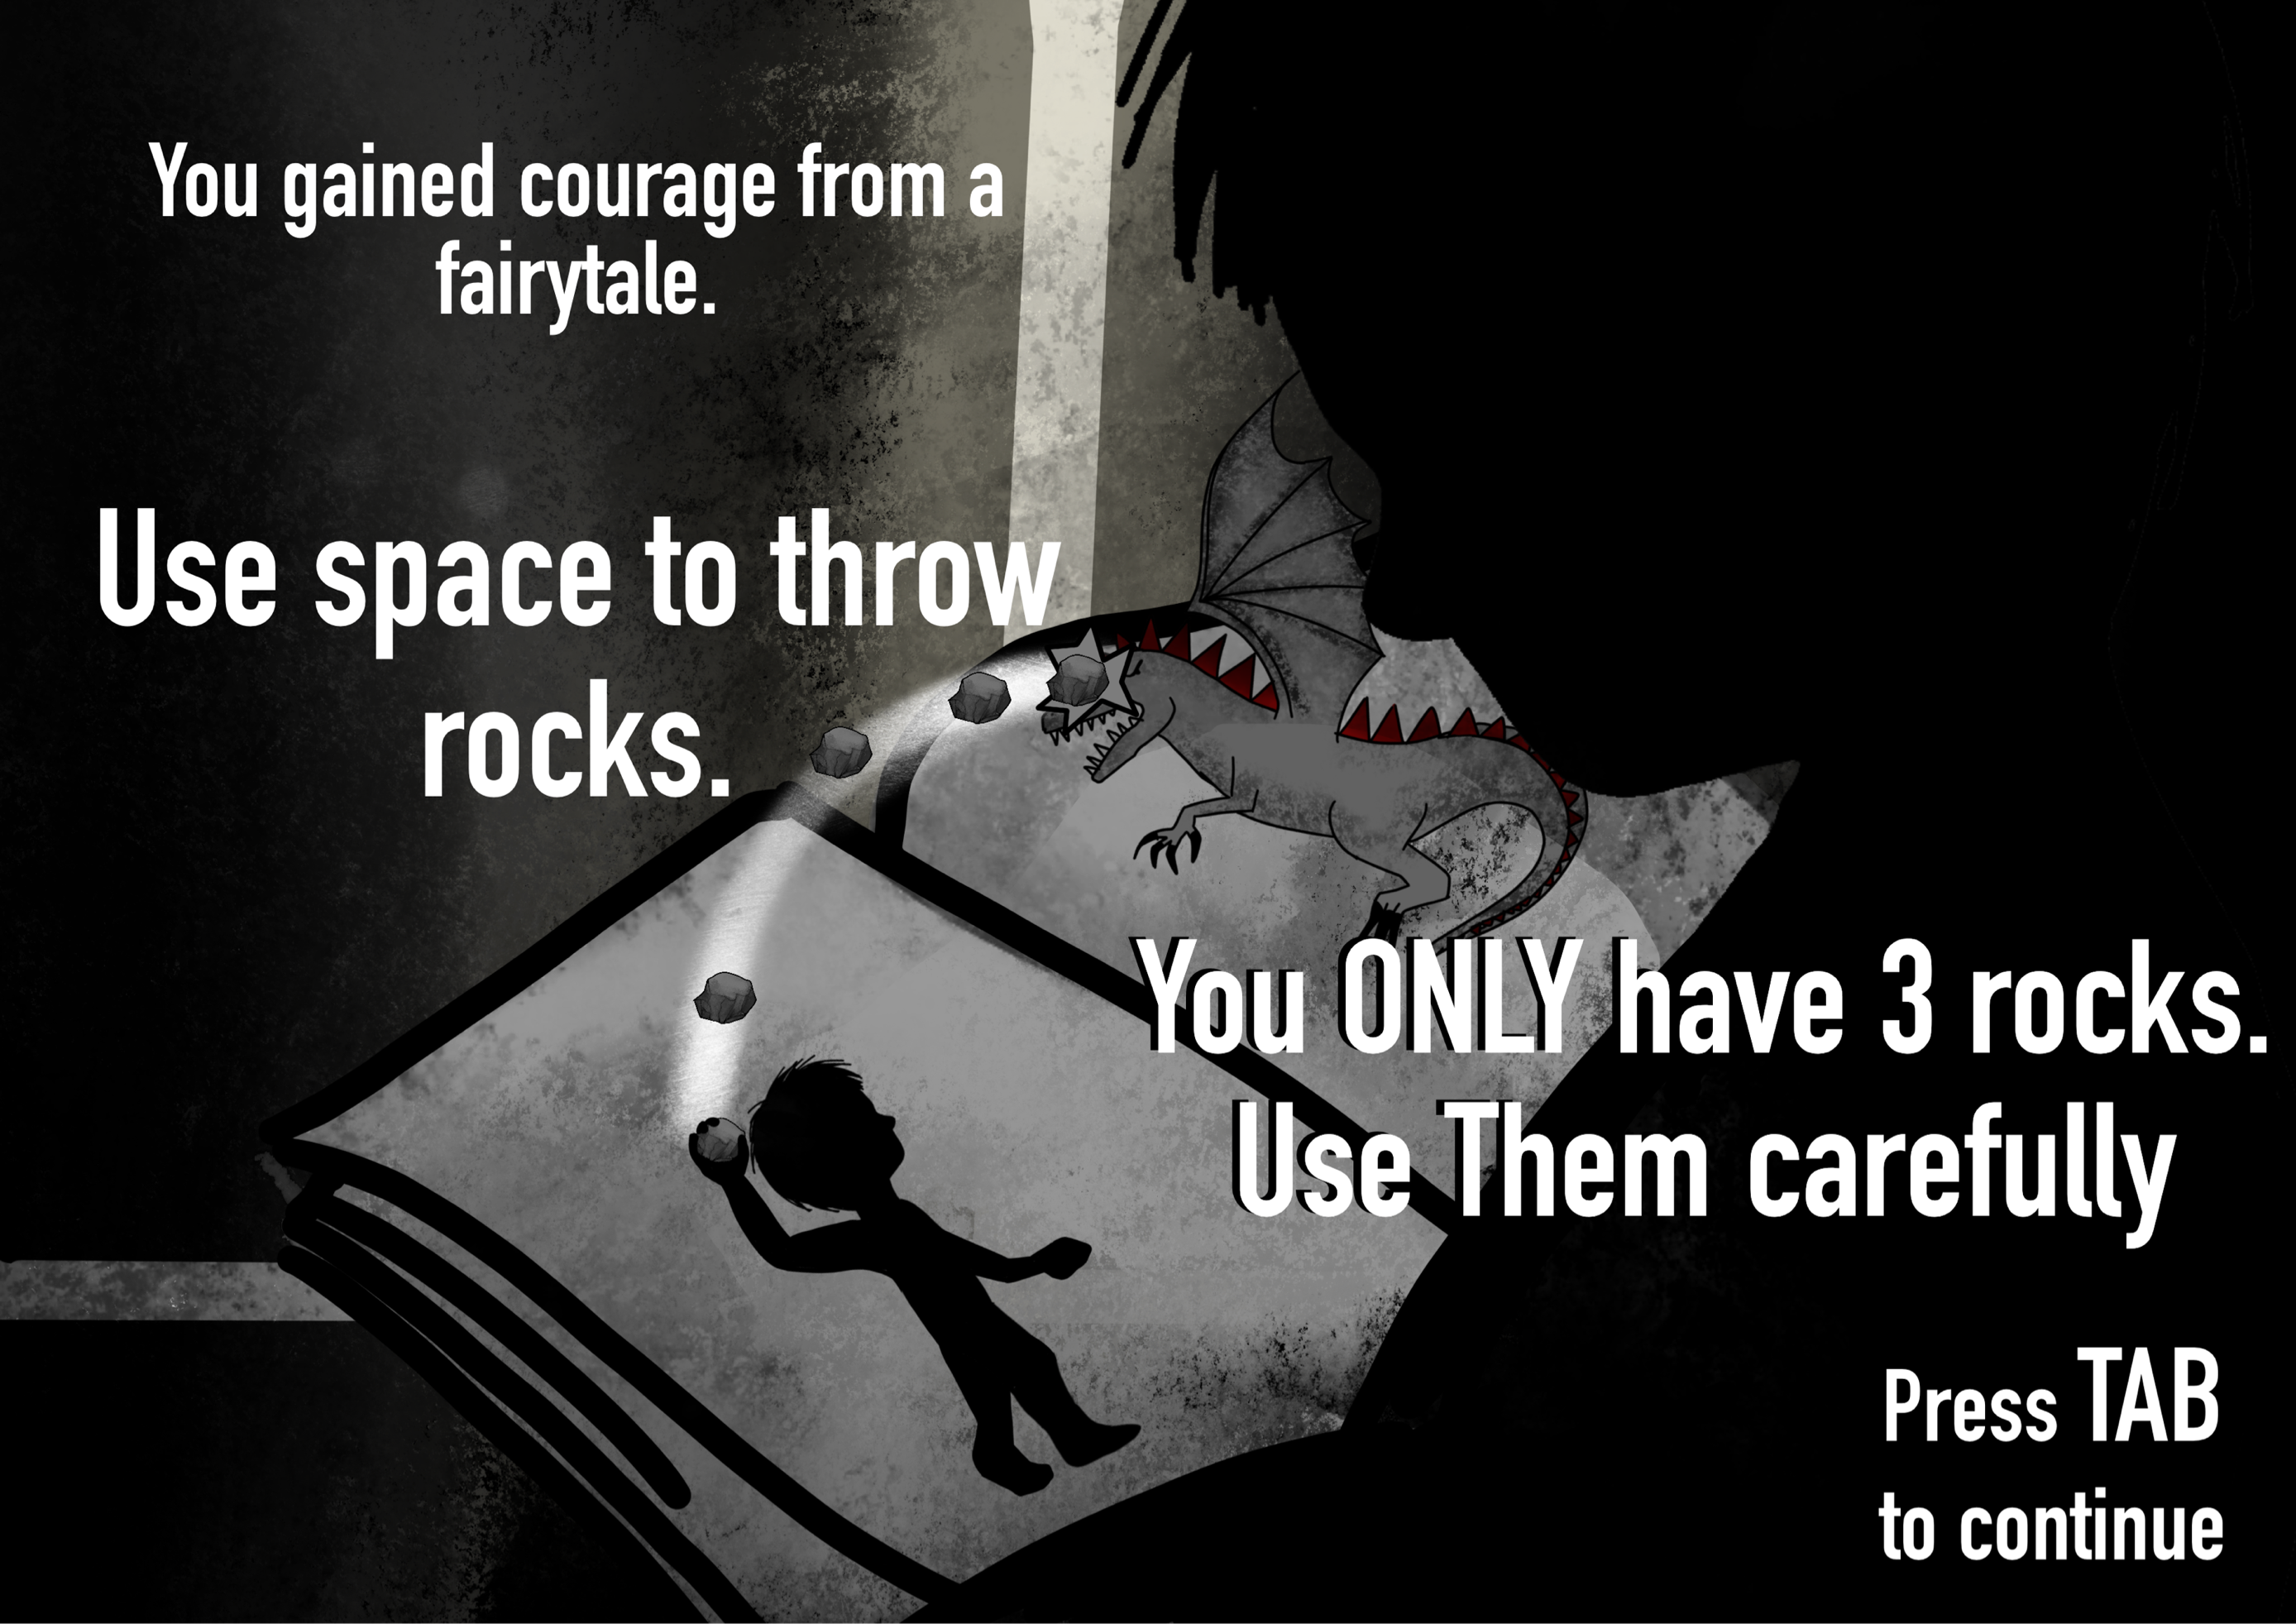 You gained courage from a
fairytale.
Use space to throw
rocks.
You ONLY have 3 rocks.
Use Them carefully
Press TAB
to continue